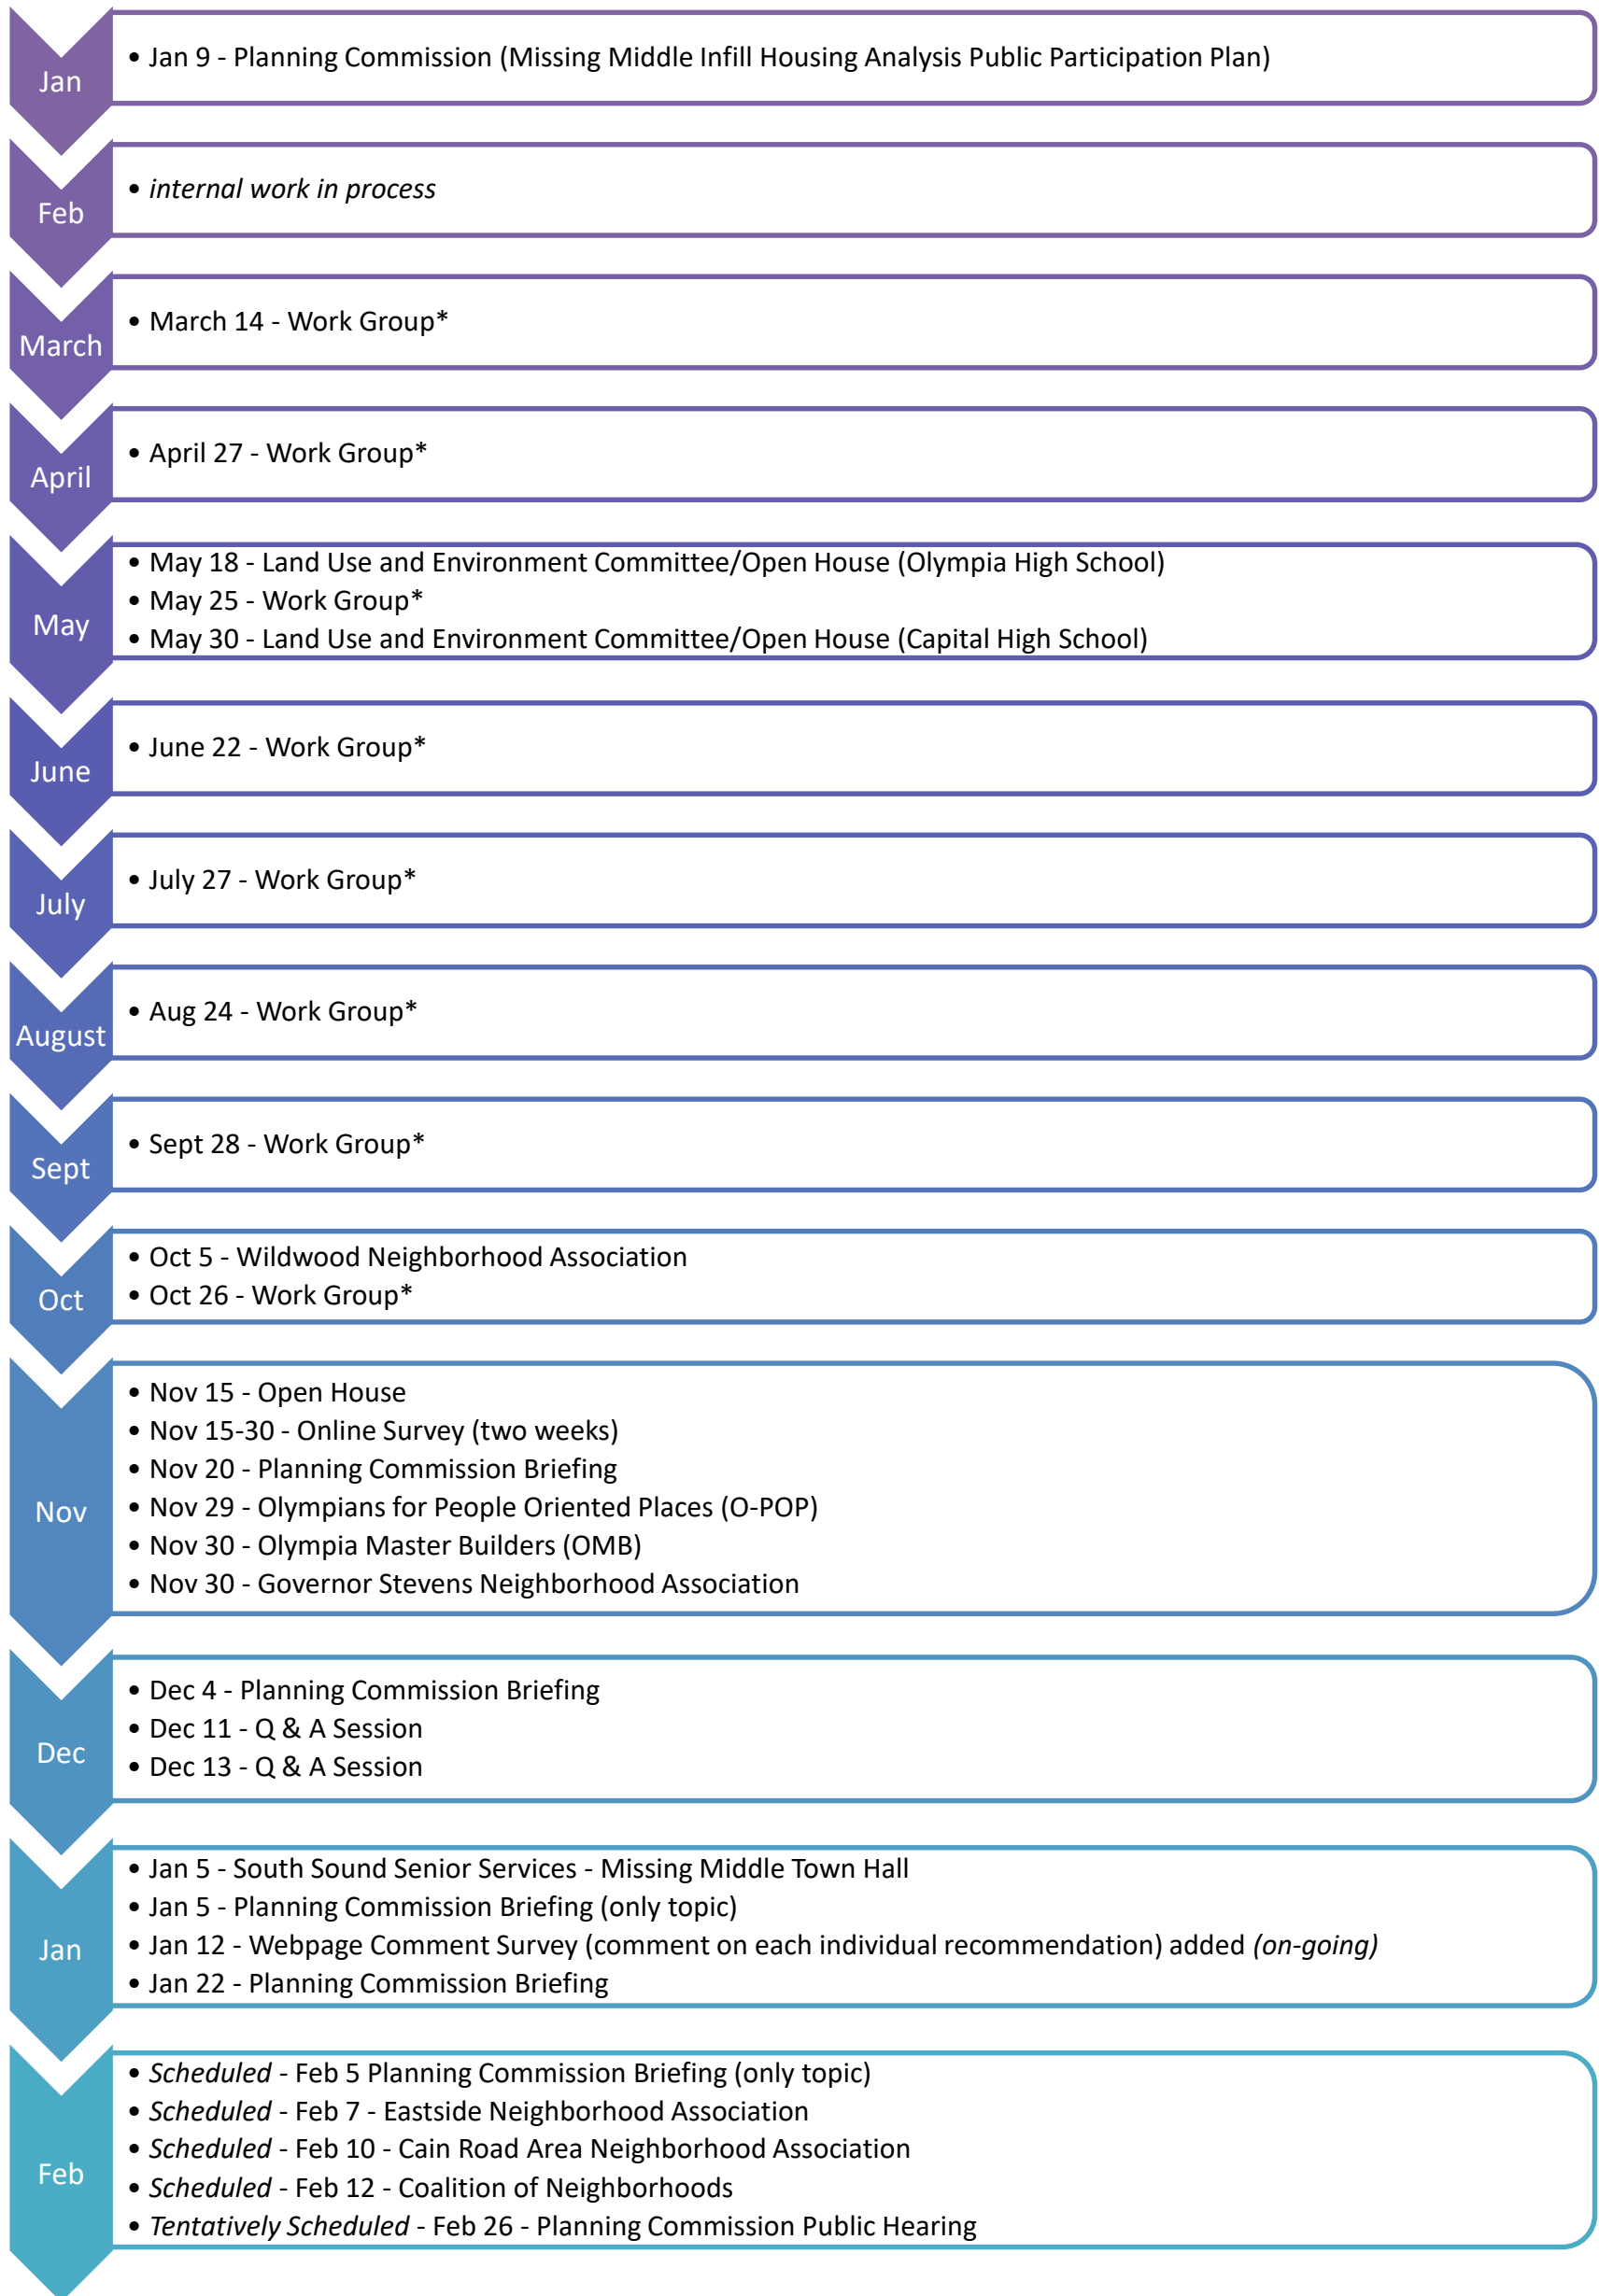 Jan
• Jan 9 - Planning Commission (Missing Middle Infill Housing Analysis Public Participation Plan)
Feb
• internal work in process
March
• March 14 - Work Group*
April
• April 27 - Work Group*
May
• May 18 - Land Use and Environment Committee/Open House (Olympia High School)
• May 25 - Work Group*
• May 30 - Land Use and Environment Committee/Open House (Capital High School)
June
• June 22 - Work Group*
July
• July 27 - Work Group*
August
• Aug 24 - Work Group*
Sept
• Sept 28 - Work Group*
Oct
• Oct 5 - Wildwood Neighborhood Association
• Oct 26 - Work Group*
Nov
• Nov 15 - Open House
• Nov 15-30 - Online Survey (two weeks)
• Nov 20 - Planning Commission Briefing
• Nov 29 - Olympians for People Oriented Places (O-POP)
• Nov 30 - Olympia Master Builders (OMB)
• Nov 30 - Governor Stevens Neighborhood Association
Dec
• Dec 4 - Planning Commission Briefing
• Dec 11 - Q & A Session
• Dec 13 - Q & A Session
Jan
• Jan 5 - South Sound Senior Services - Missing Middle Town Hall
• Jan 5 - Planning Commission Briefing (only topic)
• Jan 12 - Webpage Comment Survey (comment on each individual recommendation) added (on-going)
• Jan 22 - Planning Commission Briefing
Feb
• Scheduled - Feb 5 Planning Commission Briefing (only topic)
• Scheduled - Feb 7 - Eastside Neighborhood Association
• Scheduled - Feb 10 - Cain Road Area Neighborhood Association
• Scheduled - Feb 12 - Coalition of Neighborhoods
• Tentatively Scheduled - Feb 26 - Planning Commission Public Hearing